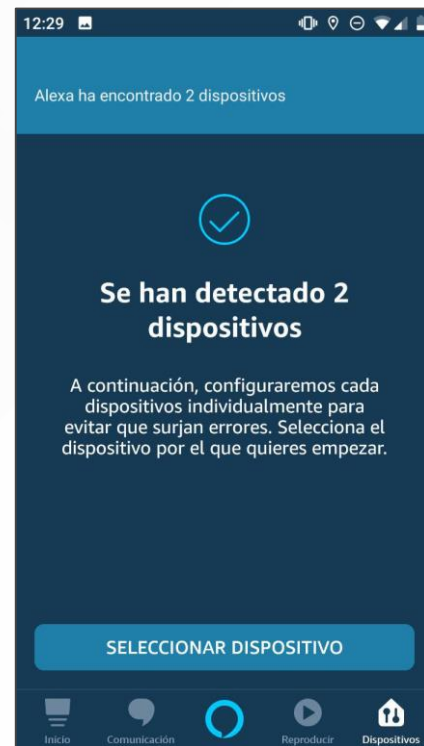 12:29
Alexa ha encontrado 2 dispositivos
Se han detectado 2
dispositivos
A continuación, configuraremos cada
dispositivos individualmente para
evitar que surjan errores. Selecciona el
dispositivo por el que quieres empezar.
SELECCIONAR DISPOSITIVO
Inicio Comunicación Reproducir Dispositivos